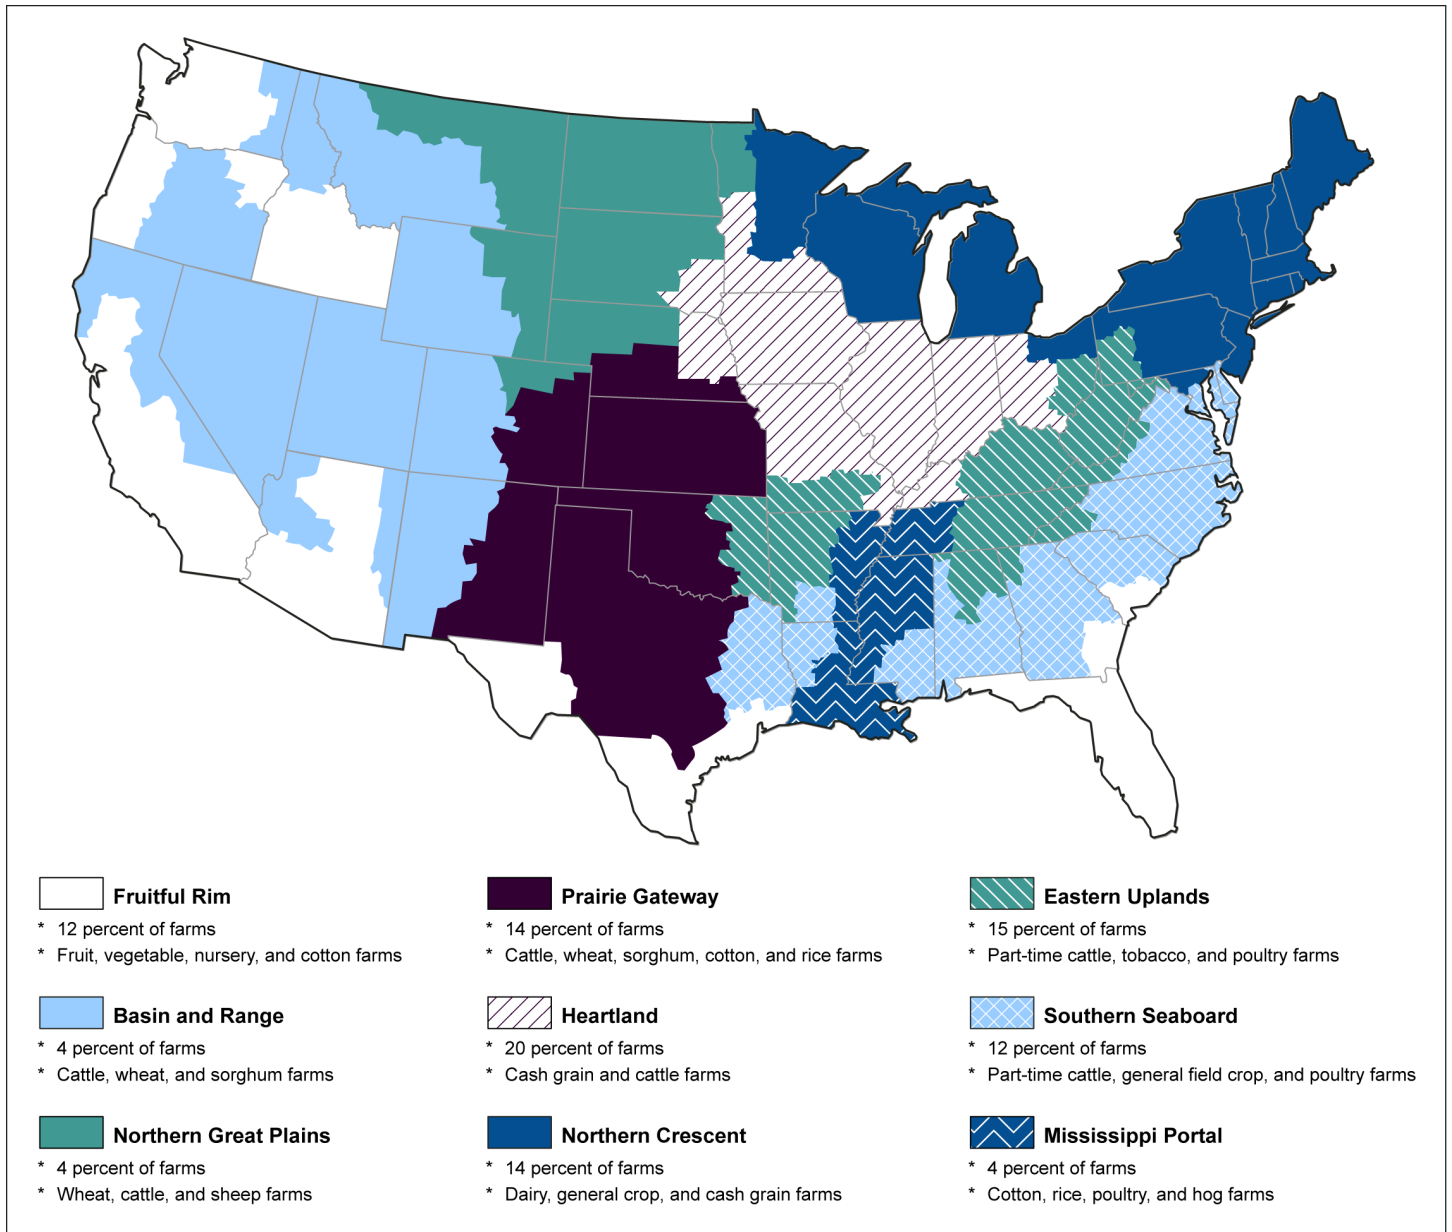 Fruitful Rim
* 12 percent of farms
* Fruit, vegetable, nursery, and cotton farms
Basin and Range
* 4 percent of farms
* Cattle, wheat, and sorghum farms
Northern Great Plains
* 4 percent of farms
* Wheat, cattle, and sheep farms
Prairie Gateway
* 14 percent of farms
* Cattle, wheat, sorghum, cotton, and rice farms
Heartland
* 20 percent of farms
* Cash grain and cattle farms
Northern Crescent
* 14 percent of farms
* Dairy, general crop, and cash grain farms
Eastern Uplands
* 15 percent of farms
* Part-time cattle, tobacco, and poultry farms
Southern Seaboard
* 12 percent of farms
* Part-time cattle, general field crop, and poultry farms
Mississippi Portal
* 4 percent of farms
* Cotton, rice, poultry, and hog farms